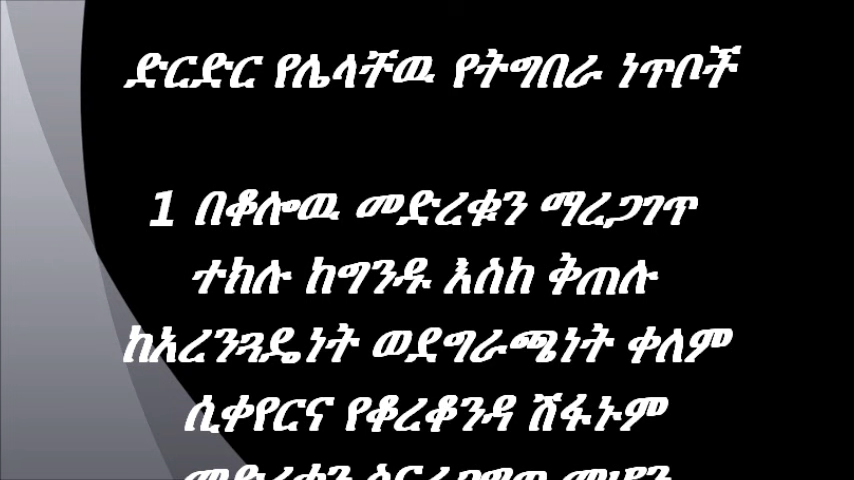 ድርድር የሌላቸዉ የትግበራ ነጥቦች
1 በቆሎዉ መድረቁን ማረጋገጥ
ተክሉ ከግንዱ እስከ ቅጠሉ
ከአረንጓዴነት ወደግራጫነት ቀለም
ሲቀየርና የቆረቆንዳ ሽፋኑም